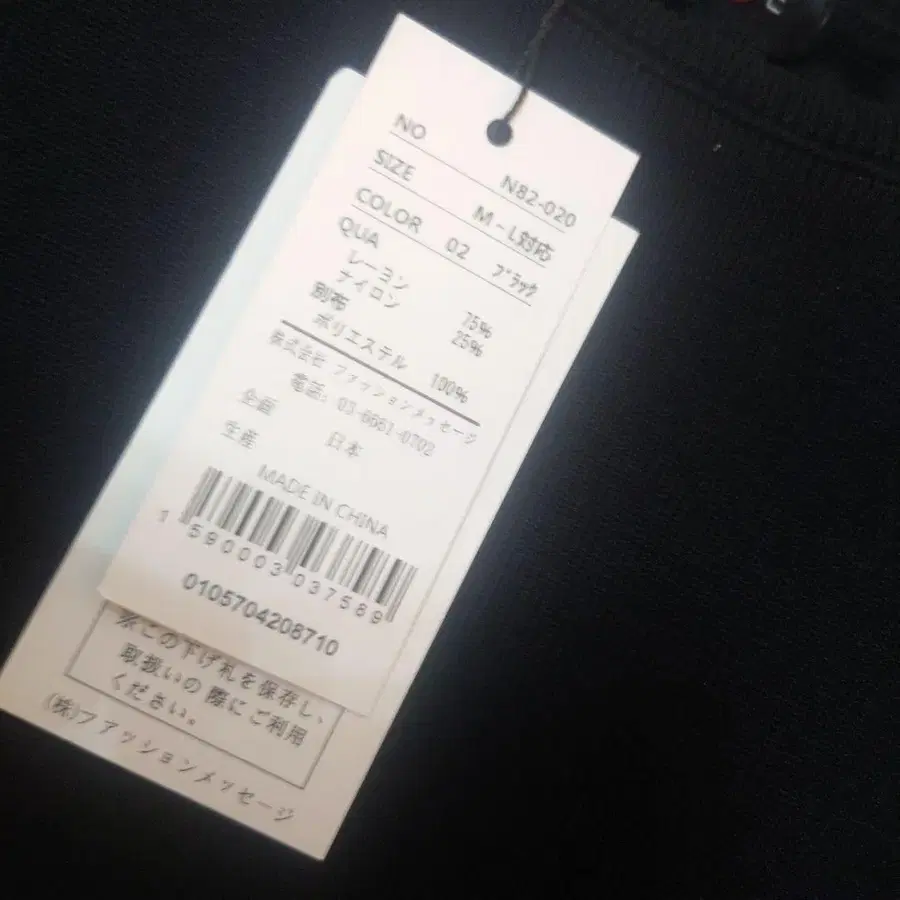 NO N82-020
SIZE M - L対応
COLOR 02 ブラック
QUA
レーヨン 75%
ナイロン 25%
別布
ポリエステル 100%
株式会社 ファッションメッセージ
電話: 03-6661-0702
企画 日本
生産
MADE IN CHINA
1 590003 037589
0105704208710
※この下げ札を保存し、
取扱いの 際にご利用
ください。
(株)ファッションメッセージ